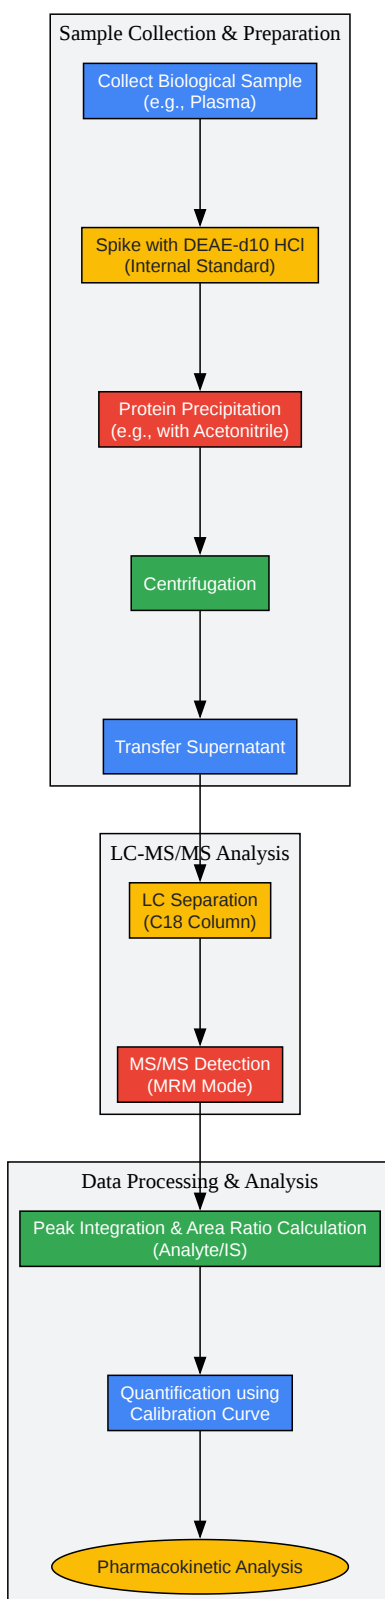 Sample Collection & Preparation
Collect Biological Sample
(e.g., Plasma)
Spike with DEAE-d10 HCl
(Internal Standard)
Protein Precipitation
(e.g., with Acetonitrile)
Centrifugation
Transfer Supernatant
LC-MS/MS Analysis
LC Separation
(C18 Column)
MS/MS Detection
(MRM Mode)
Data Processing & Analysis
Peak Integration & Area Ratio Calculation
(Analyte/IS)
Quantification using
Calibration Curve
Pharmacokinetic Analysis